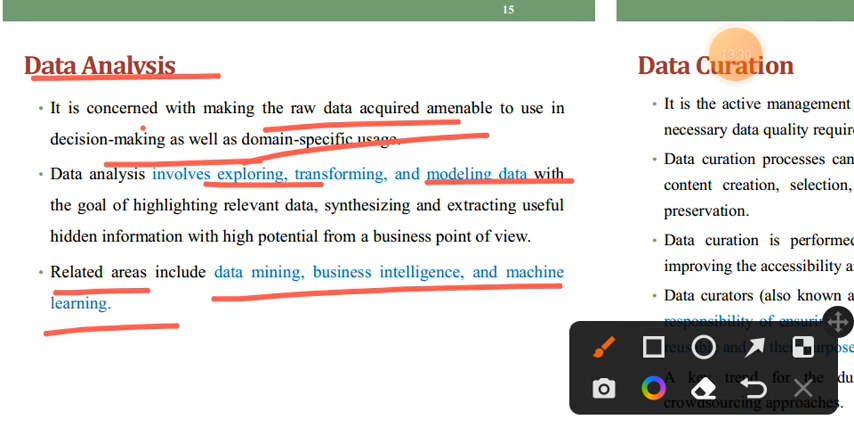 15
Data Analysis
• It is concerned with making the raw data acquired amenable to use in
decision-making as well as domain-specific usage.
• Data analysis involves exploring, transforming, and modeling data with
the goal of highlighting relevant data, synthesizing and extracting useful
hidden information with high potential from a business point of view.
• Related areas include data mining, business intelligence, and machine
learning.
13:30
Data Curation
• It is the active management
necessary data quality requir
• Data curation processes can
content creation, selection,
preservation.
• Data curation is performed
improving the accessibility a
• Data curators (also known a
responsibility of ensuri
A key trend for the du
crowdsourcing approaches.